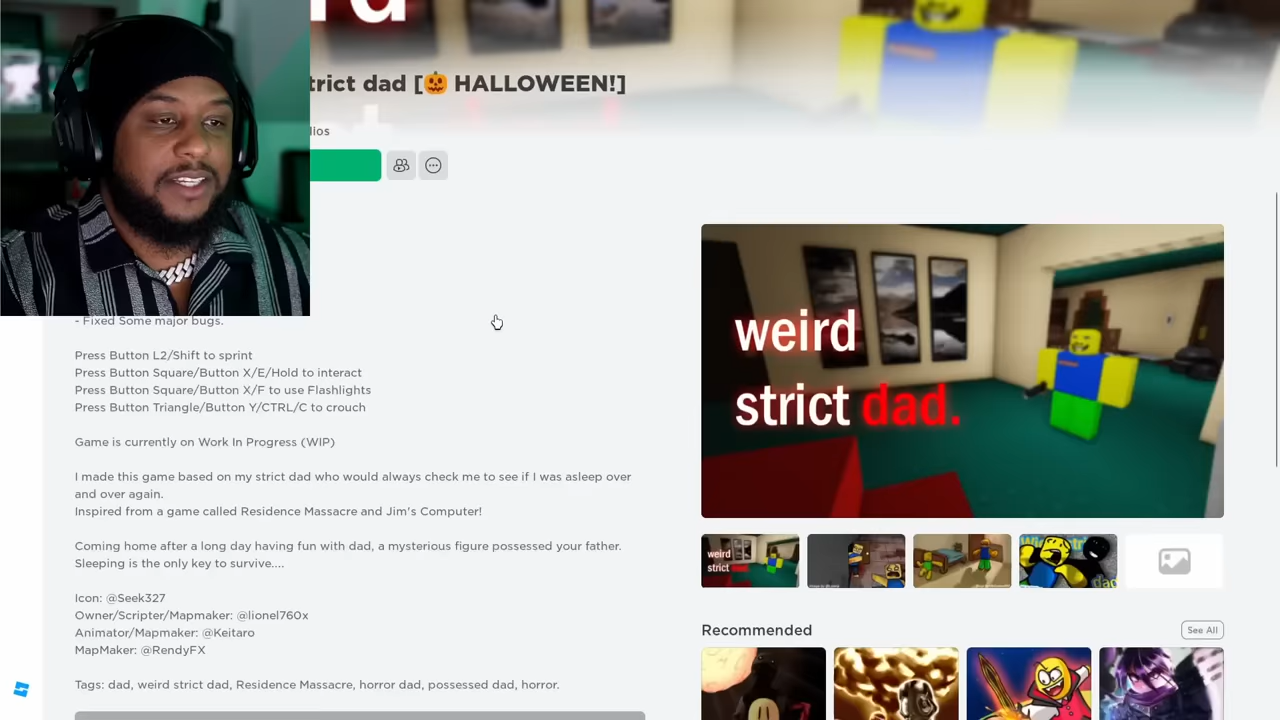 trict dad [🎃 HALLOWEEN!]
lios
- Fixed Some major bugs.
Press Button L2/Shift to sprint
Press Button Square/Button X/E/Hold to interact
Press Button Square/Button X/F to use Flashlights
Press Button Triangle/Button Y/CTRL/C to crouch
Game is currently on Work In Progress (WIP)
I made this game based on my strict dad who would always check me to see if I was asleep over
and over again.
Inspired from a game called Residence Massacre and Jim's Computer!
Coming home after a long day having fun with dad, a mysterious figure possessed your father.
Sleeping is the only key to survive....
Icon: @Seek327
Owner/Scripter/Mapmaker: @lionel760x
Animator/Mapmaker: @Keitaro
MapMaker: @RendyFX
Tags: dad, weird strict dad, Residence Massacre, horror dad, possessed dad, horror.
weird
strict dad.
weird
strict dad
dad
Recommended
See All